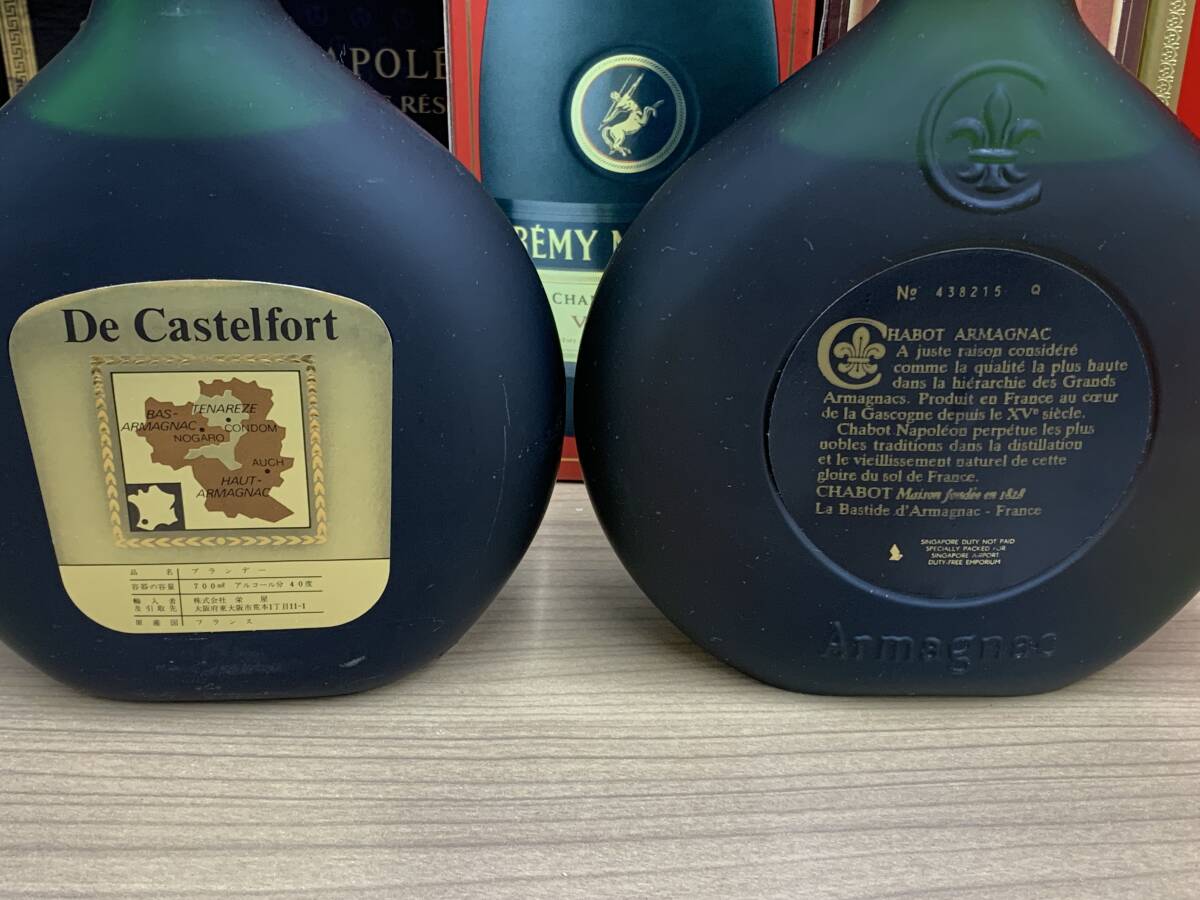 De Castelfort
BAS-
ARMAGNAC
TENAREZE
NOGARO
CONDOM
AUCH
HAUT-
ARMAGNAC
品名 ブランデー
容器の容量 700ml アルコール分 40度
輸入者 株式会社 栄屋
及引取先 大阪府東大阪市荒本1丁目11-1
原産国 フランス
APOLÉ
RÉS
RÉMY M
CHAM
V
Nº 438215 Q
CHABOT ARMAGNAC
A juste raison considéré
comme la qualité la plus haute
dans la hiérarchie des Grands
Armagnacs. Produit en France au cœur
de la Gascogne depuis le XVe siècle.
Chabot Napoléon perpétue les plus
nobles traditions dans la distillation
et le vieillissement naturel de cette
gloire du sol de France.
CHABOT Maison fondée en 1828
La Bastide d'Armagnac - France
SINGAPORE DUTY NOT PAID
SPECIALLY PACKED FOR
SINGAPORE AIRPORT
DUTY-FREE EMPORIUM
Armagnac